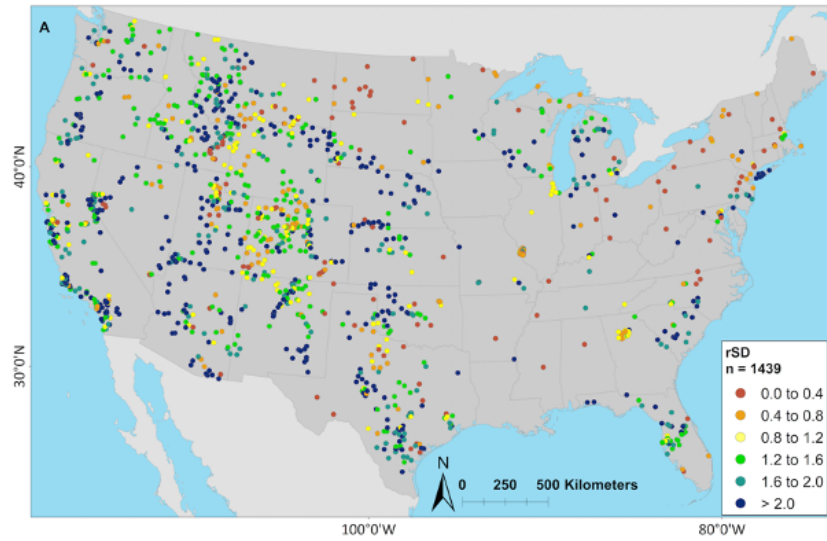 A
40°0'N
30°0'N
rSD
n = 1439
0.0 to 0.4
0.4 to 0.8
0.8 to 1.2
1.2 to 1.6
1.6 to 2.0
> 2.0
N
0 250 500 Kilometers
100°0'W
80°0'W